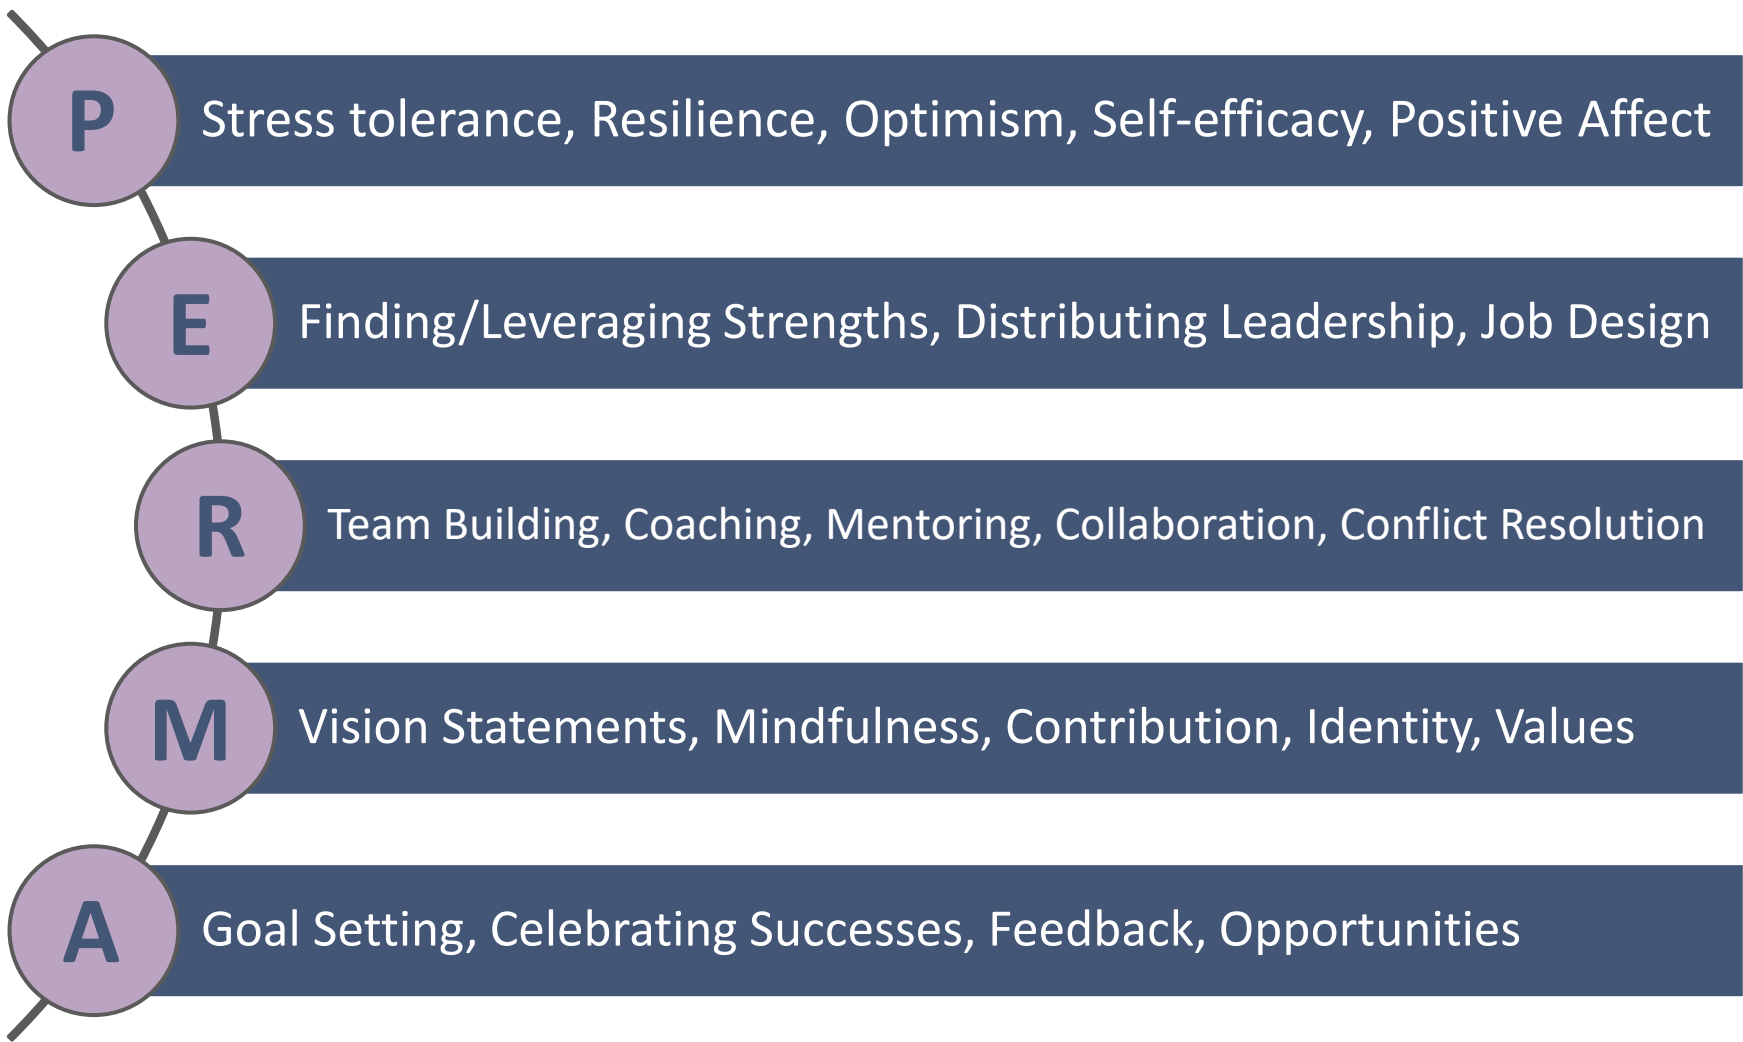 P
Stress tolerance, Resilience, Optimism, Self-efficacy, Positive Affect
E
Finding/Leveraging Strengths, Distributing Leadership, Job Design
R
Team Building, Coaching, Mentoring, Collaboration, Conflict Resolution
M
Vision Statements, Mindfulness, Contribution, Identity, Values
A
Goal Setting, Celebrating Successes, Feedback, Opportunities